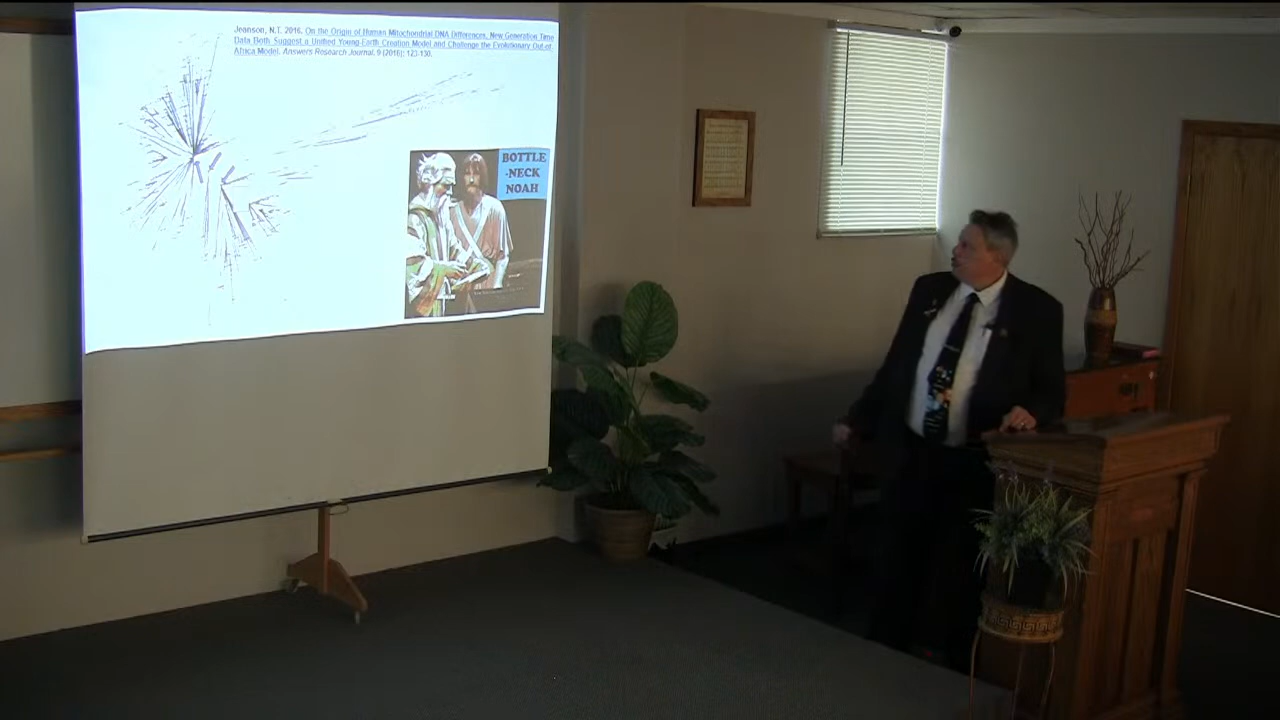 Jeanson, N.T. 2016. On the Origin of Human Mitochondrial DNA Differences, New Generation Time
Data Both Suggest a Unified Young-Earth Creation Model and Challenge the Evolutionary Out-of-
Africa Model. Answers Research Journal. 9 (2016): 123-130.
BOTTLE
-NECK
NOAH